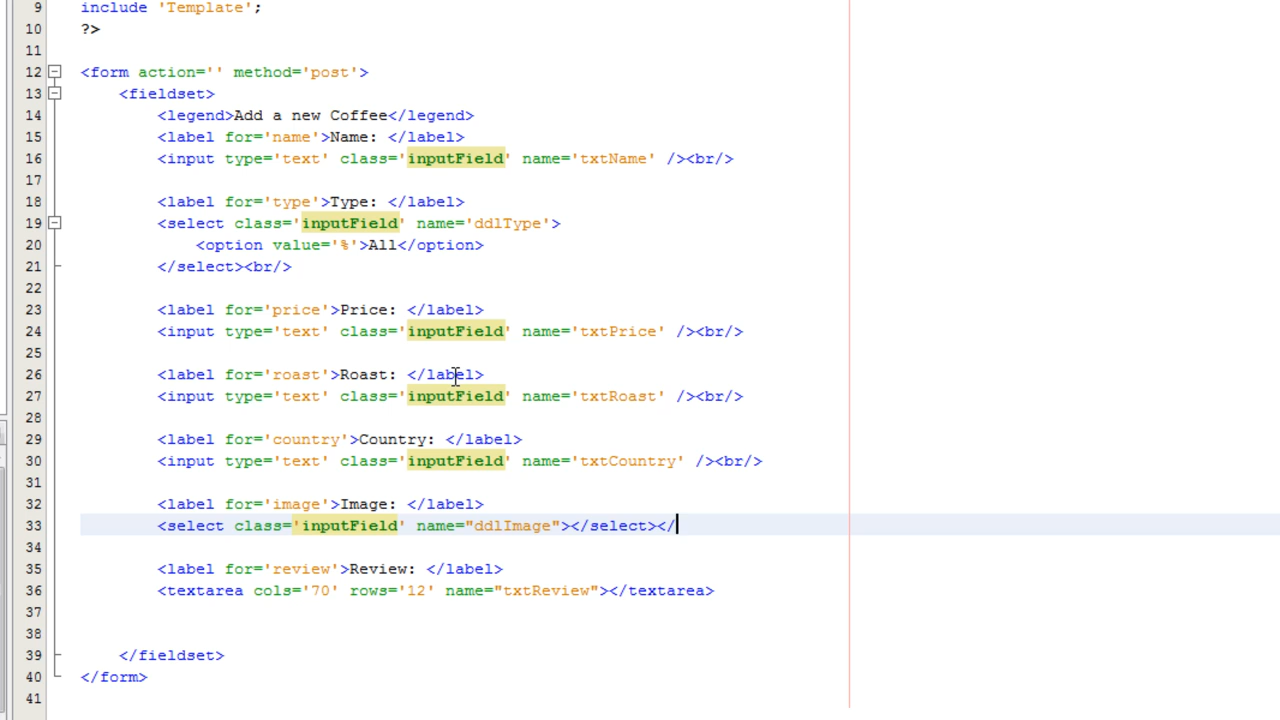 9 include 'Template';
10 ?>
11
12 <form action='' method='post'>
13 <fieldset>
14 <legend>Add a new Coffee</legend>
15 <label for='name'>Name: </label>
16 <input type='text' class='inputField' name='txtName' /><br/>
17
18 <label for='type'>Type: </label>
19 <select class='inputField' name='ddlType'>
20 <option value='%'>All</option>
21 </select><br/>
22
23 <label for='price'>Price: </label>
24 <input type='text' class='inputField' name='txtPrice' /><br/>
25
26 <label for='roast'>Roast: </label>
27 <input type='text' class='inputField' name='txtRoast' /><br/>
28
29 <label for='country'>Country: </label>
30 <input type='text' class='inputField' name='txtCountry' /><br/>
31
32 <label for='image'>Image: </label>
33 <select class='inputField' name="ddlImage"></select></
34
35 <label for='review'>Review: </label>
36 <textarea cols='70' rows='12' name="txtReview"></textarea>
37
38
39 </fieldset>
40 </form>
41